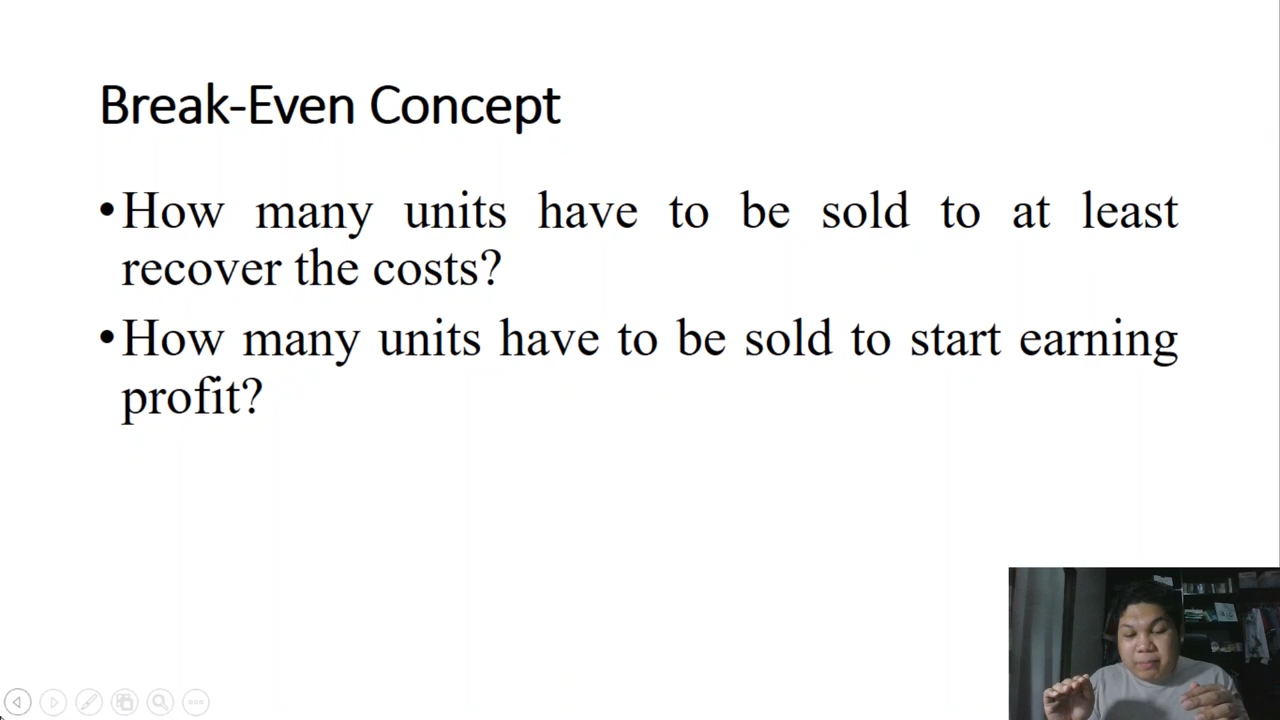 Break-Even Concept
•How many units have to be sold to at least
recover the costs?
•How many units have to be sold to start earning
profit?